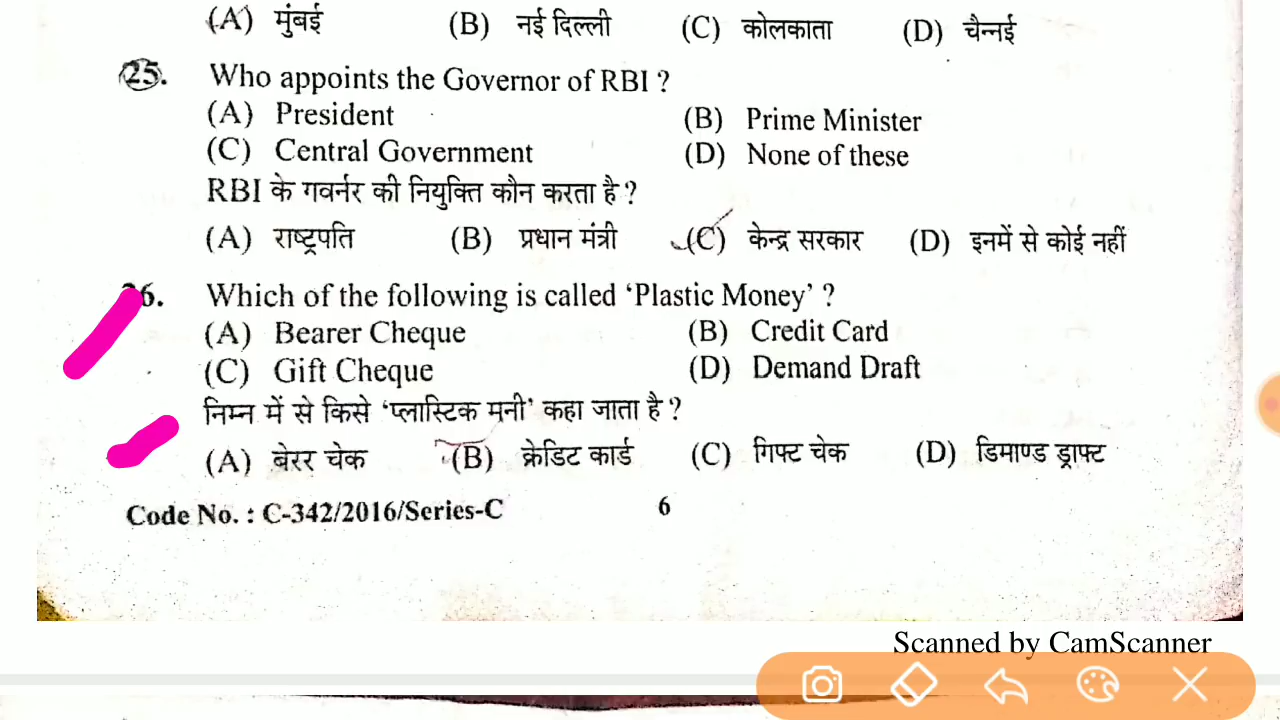 (A) मुंबई (B) नई दिल्ली (C) कोलकाता (D) चैन्नई
25. Who appoints the Governor of RBI ?
(A) President (B) Prime Minister
(C) Central Government (D) None of these
RBI के गवर्नर की नियुक्ति कौन करता है ?
(A) राष्ट्रपति (B) प्रधान मंत्री (C) केन्द्र सरकार (D) इनमें से कोई नहीं
26. Which of the following is called ‘Plastic Money’ ?
(A) Bearer Cheque (B) Credit Card
(C) Gift Cheque (D) Demand Draft
निम्न में से किसे ‘प्लास्टिक मनी’ कहा जाता है ?
(A) बेरर चेक (B) क्रेडिट कार्ड (C) गिफ्ट चेक (D) डिमाण्ड ड्राफ्ट
Code No. : C-342/2016/Series-C 6
Scanned by CamScanner